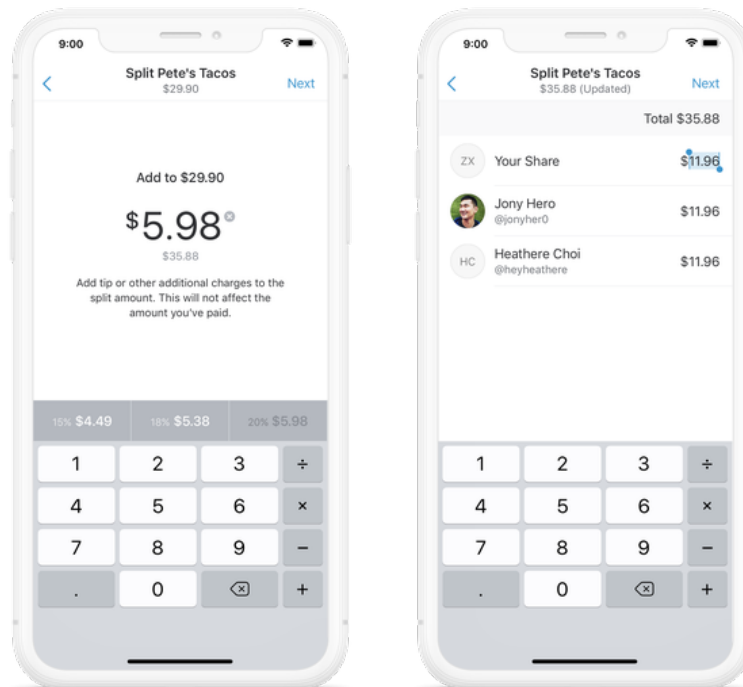 9:00
Split Pete's Tacos
$29.90
Next
Add to $29.90
$5.98
$35.88
Add tip or other additional charges to the
split amount. This will not affect the
amount you've paid.
15% $4.49 18% $5.38 20% $5.98
1 2 3 ÷
4 5 6 ×
7 8 9 −
. 0 +
9:00
Split Pete's Tacos
$35.88 (Updated)
Next
Total $35.88
ZX Your Share $11.96
Jony Hero
@jonyher0
$11.96
HC Heathere Choi
@heyheathere
$11.96
1 2 3 ÷
4 5 6 ×
7 8 9 −
. 0 +